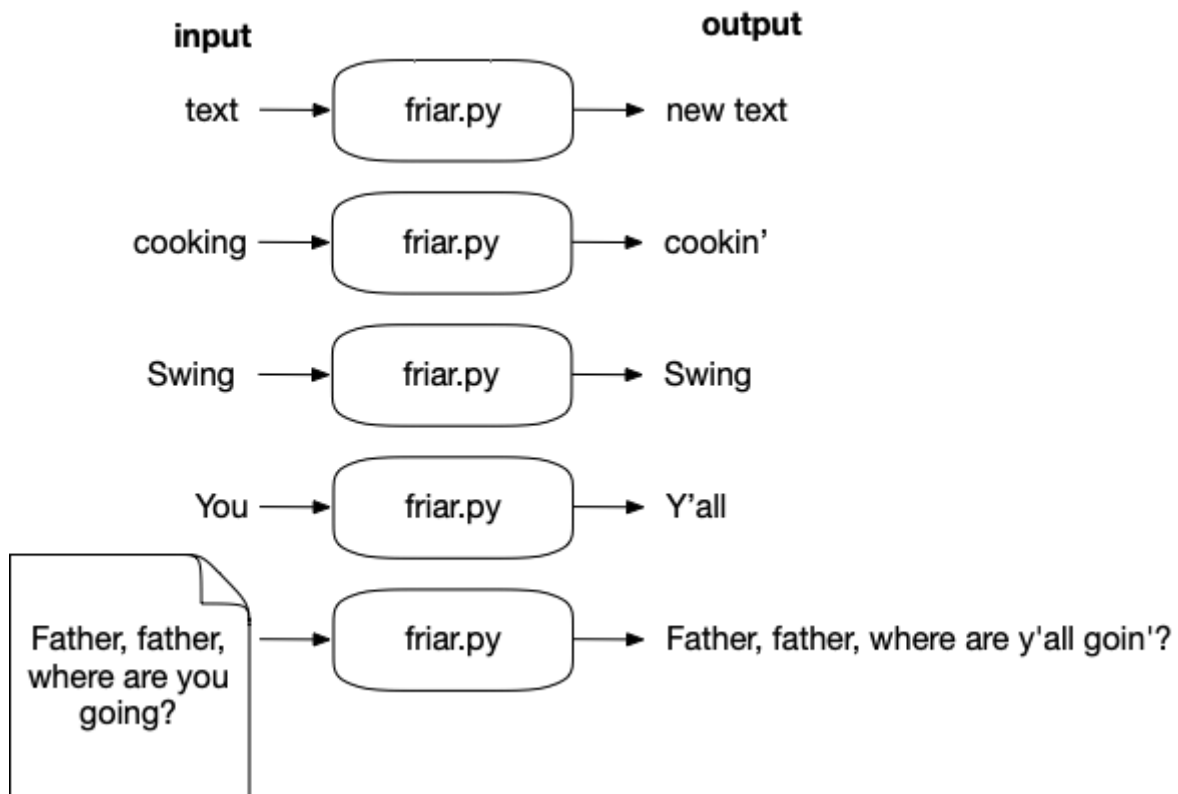 input
output
text
friar.py
new text
cooking
friar.py
cookin’
Swing
friar.py
Swing
You
friar.py
Y’all
Father, father,
where are you
going?
friar.py
Father, father, where are y'all goin'?